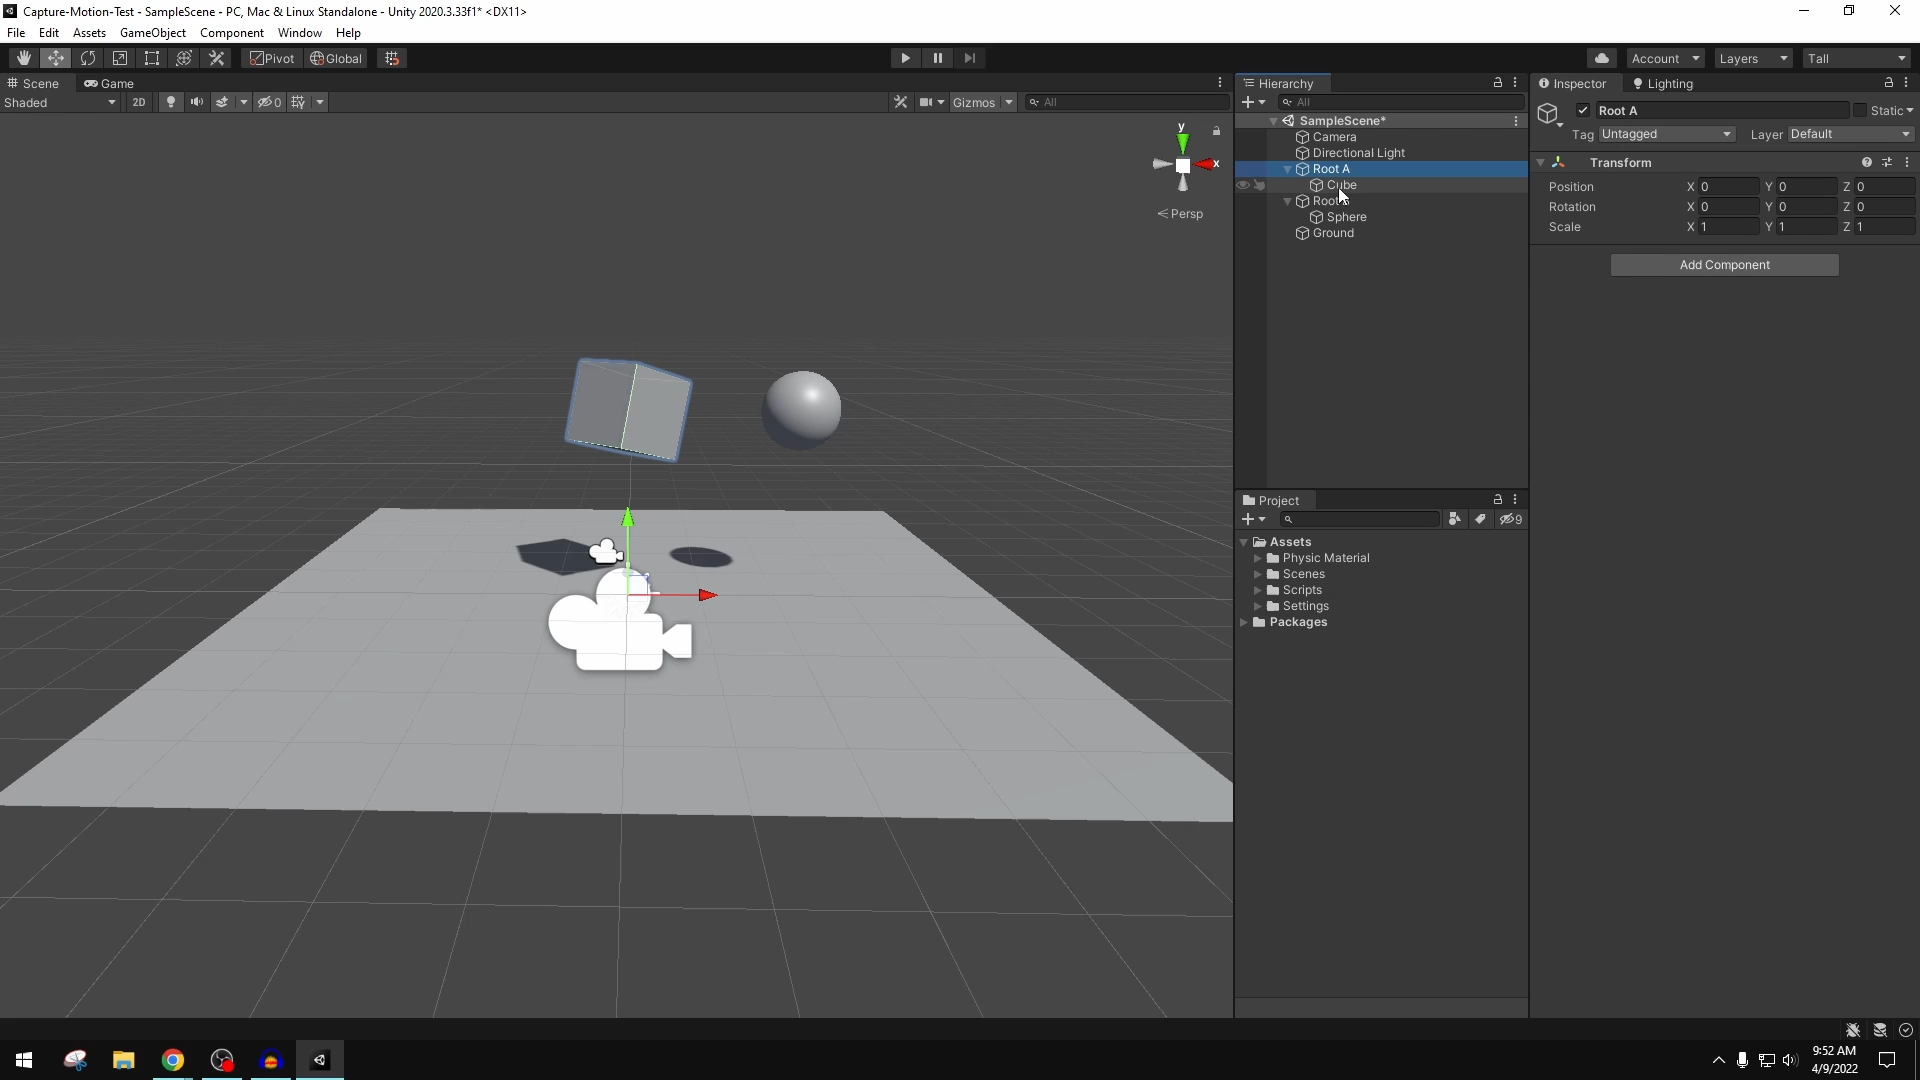 Capture-Motion-Test - SampleScene - PC, Mac & Linux Standalone - Unity 2020.3.33f1* <DX11>
File Edit Assets GameObject Component Window Help
Pivot Global Account Layers Tall
Scene Game
Shaded 2D 0 Gizmos All
y
x
Persp
Hierarchy
All
SampleScene*
Camera
Directional Light
Root A
Cube
Root
Sphere
Ground
Project
9
Assets
Physic Material
Scenes
Scripts
Settings
Packages
Inspector Lighting
Root A Static
Tag Untagged Layer Default
Transform
Position X 0 Y 0 Z 0
Rotation X 0 Y 0 Z 0
Scale X 1 Y 1 Z 1
Add Component
9:52 AM
4/9/2022